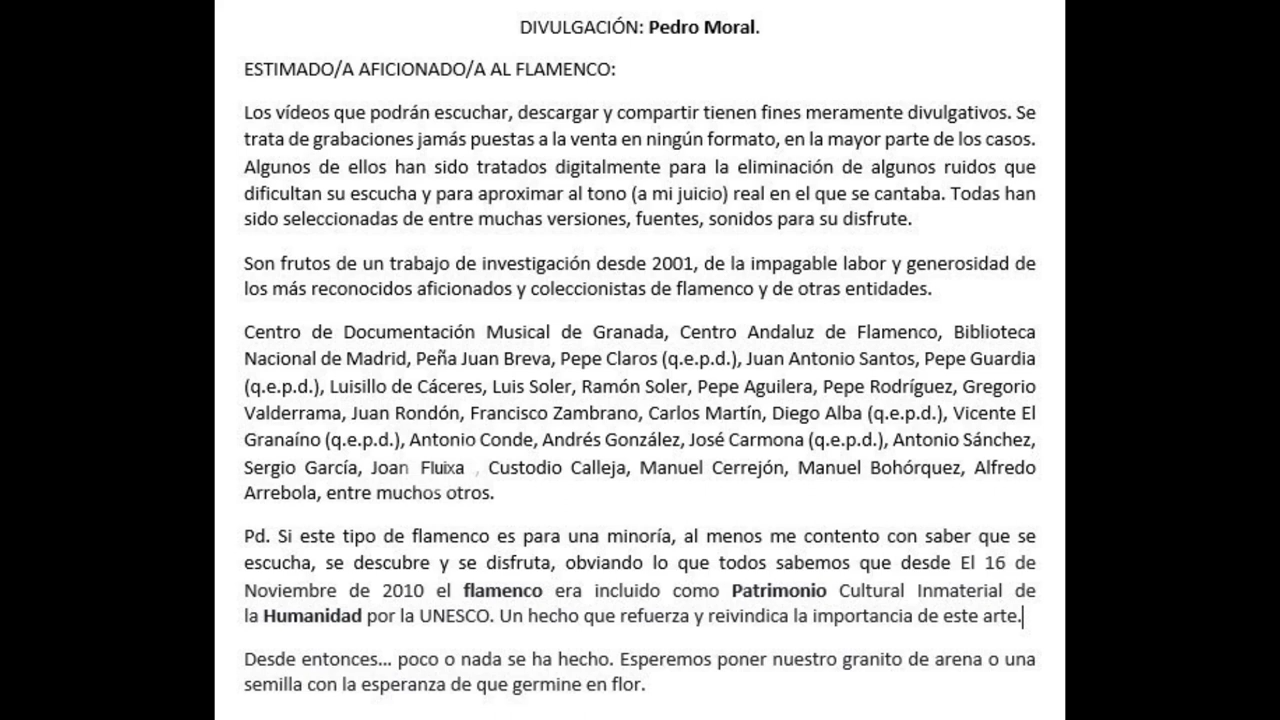 DIVULGACIÓN: Pedro Moral.
ESTIMADO/A AFICIONADO/A AL FLAMENCO:
Los vídeos que podrán escuchar, descargar y compartir tienen fines meramente divulgativos. Se
trata de grabaciones jamás puestas a la venta en ningún formato, en la mayor parte de los casos.
Algunos de ellos han sido tratados digitalmente para la eliminación de algunos ruidos que
dificultan su escucha y para aproximar al tono (a mi juicio) real en el que se cantaba. Todas han
sido seleccionadas de entre muchas versiones, fuentes, sonidos para su disfrute.
Son frutos de un trabajo de investigación desde 2001, de la impagable labor y generosidad de
los más reconocidos aficionados y coleccionistas de flamenco y de otras entidades.
Centro de Documentación Musical de Granada, Centro Andaluz de Flamenco, Biblioteca
Nacional de Madrid, Peña Juan Breva, Pepe Claros (q.e.p.d.), Juan Antonio Santos, Pepe Guardia
(q.e.p.d.), Luisillo de Cáceres, Luis Soler, Ramón Soler, Pepe Aguilera, Pepe Rodríguez, Gregorio
Valderrama, Juan Rondón, Francisco Zambrano, Carlos Martín, Diego Alba (q.e.p.d.), Vicente El
Granaíno (q.e.p.d.), Antonio Conde, Andrés González, José Carmona (q.e.p.d.), Antonio Sánchez,
Sergio García, Joan Fluixa , Custodio Calleja, Manuel Cerrejón, Manuel Bohórquez, Alfredo
Arrebola, entre muchos otros.
Pd. Si este tipo de flamenco es para una minoría, al menos me contento con saber que se
escucha, se descubre y se disfruta, obviando lo que todos sabemos que desde El 16 de
Noviembre de 2010 el flamenco era incluido como Patrimonio Cultural Inmaterial de
la Humanidad por la UNESCO. Un hecho que refuerza y reivindica la importancia de este arte.
Desde entonces... poco o nada se ha hecho. Esperemos poner nuestro granito de arena o una
semilla con la esperanza de que germine en flor.